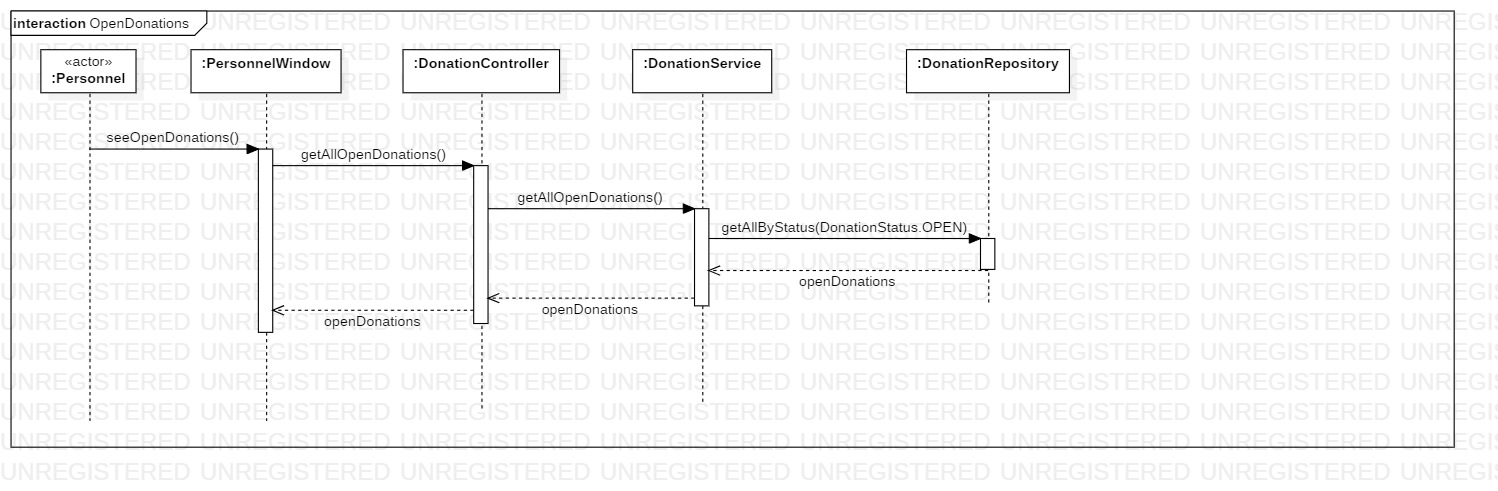 interaction OpenDonations
«actor»
:Personnel
:PersonnelWindow
:DonationController
:DonationService
:DonationRepository
seeOpenDonations()
getAllOpenDonations()
getAllOpenDonations()
getAllByStatus(DonationStatus.OPEN)
openDonations
openDonations
openDonations
UNREGISTERED UNREGISTERED UNREGISTERED UNREGISTERED UNREGISTERED UNREGISTERED UNREGISTERED UNREGIS